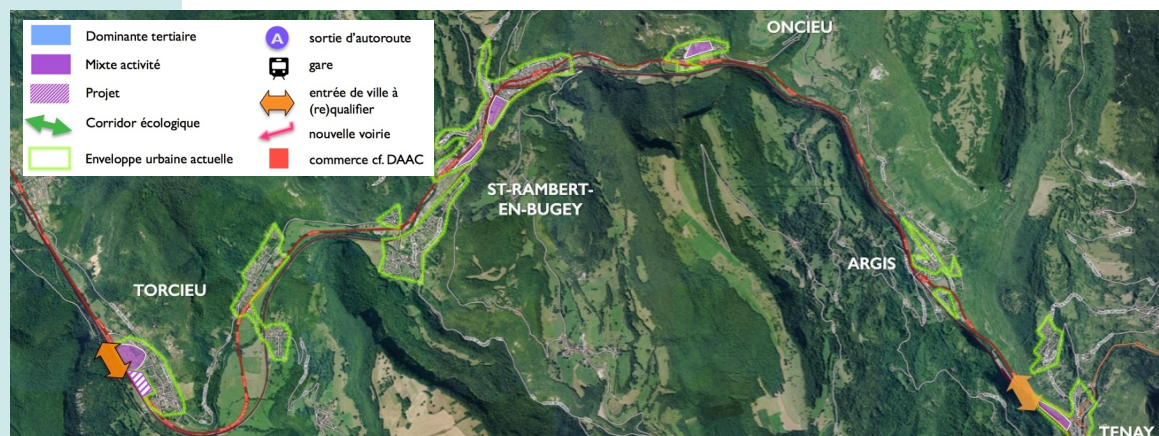 Dominante tertiaire
Mixte activité
Projet
Corridor écologique
Enveloppe urbaine actuelle
A
sortie d'autoroute
gare
entrée de ville à
(re)qualifier
nouvelle voirie
commerce cf. DAAC
ONCIEU
ST-RAMBERT-
EN-BUGEY
TORCIEU
ARGIS
TENAY